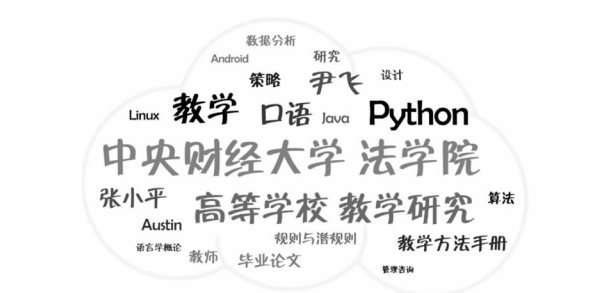 数据分析
Android 研究
策略 尹飞 设计
Linux 教学 口语 Java Python
中央财经大学 法学院
张小平 高等学校 教学研究 算法
Austin
语言学概论 教师 规则与潜规则 教学方法手册
毕业论文
管理咨询